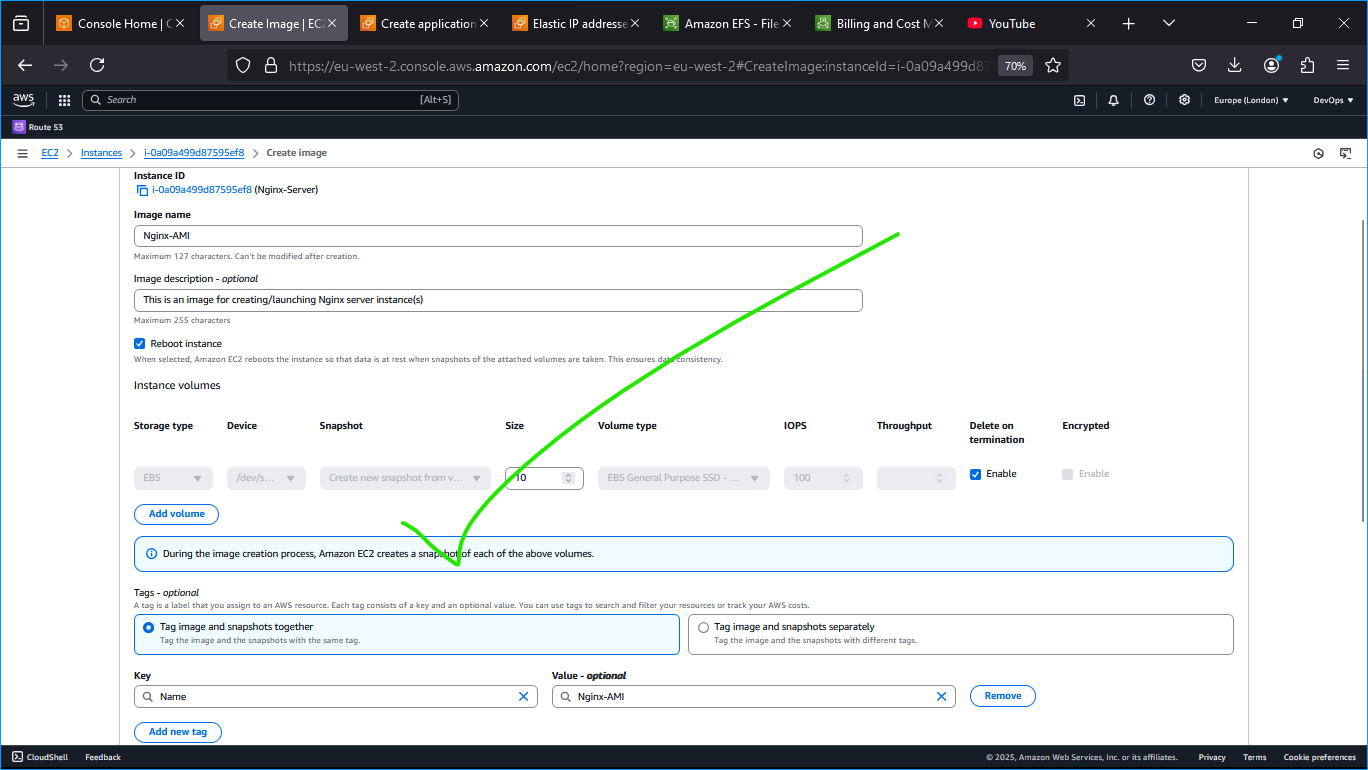 Console Home | C
Create Image | EC2
Create application
Elastic IP addresse
Amazon EFS - File
Billing and Cost M
YouTube
https://eu-west-2.console.aws.amazon.com/ec2/home?region=eu-west-2#CreateImage:instanceId=i-0a09a499d87
70%
aws
Search
[Alt+S]
Europe (London)
DevOps
Route 53
EC2
Instances
i-0a09a499d87595ef8
Create image
Instance ID
i-0a09a499d87595ef8 (Nginx-Server)
Image name
Nginx-AMI
Maximum 127 characters. Can't be modified after creation.
Image description - optional
This is an image for creating/launching Nginx server instance(s)
Maximum 255 characters
Reboot instance
When selected, Amazon EC2 reboots the instance so that data is at rest when snapshots of the attached volumes are taken. This ensures data consistency.
Instance volumes
Storage type Device Snapshot Size Volume type IOPS Throughput Delete on termination Encrypted
EBS /dev/s... Create new snapshot from v... 10 EBS General Purpose SSD - ... 100 Enable Enable
Add volume
During the image creation process, Amazon EC2 creates a snapshot of each of the above volumes.
Tags - optional
A tag is a label that you assign to an AWS resource. Each tag consists of a key and an optional value. You can use tags to search and filter your resources or track your AWS costs.
Tag image and snapshots together
Tag the image and the snapshots with the same tag.
Tag image and snapshots separately
Tag the image and the snapshots with different tags.
Key
Value - optional
Name
Nginx-AMI
Remove
Add new tag
CloudShell Feedback
© 2025, Amazon Web Services, Inc. or its affiliates. Privacy Terms Cookie preferences